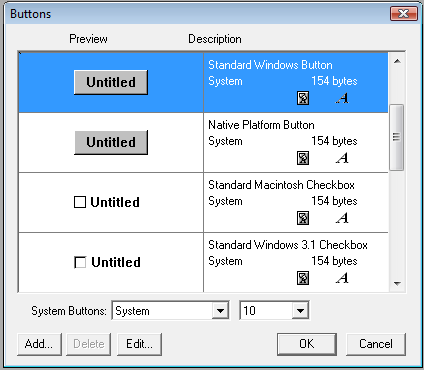 Buttons
Preview Description
Untitled
Standard Windows Button
System 154 bytes
A
Untitled
Native Platform Button
System 154 bytes
A
Untitled
Standard Macintosh Checkbox
System 154 bytes
A
Untitled
Standard Windows 3.1 Checkbox
System 154 bytes
A
System Buttons: System 10
Add... Delete Edit... OK Cancel